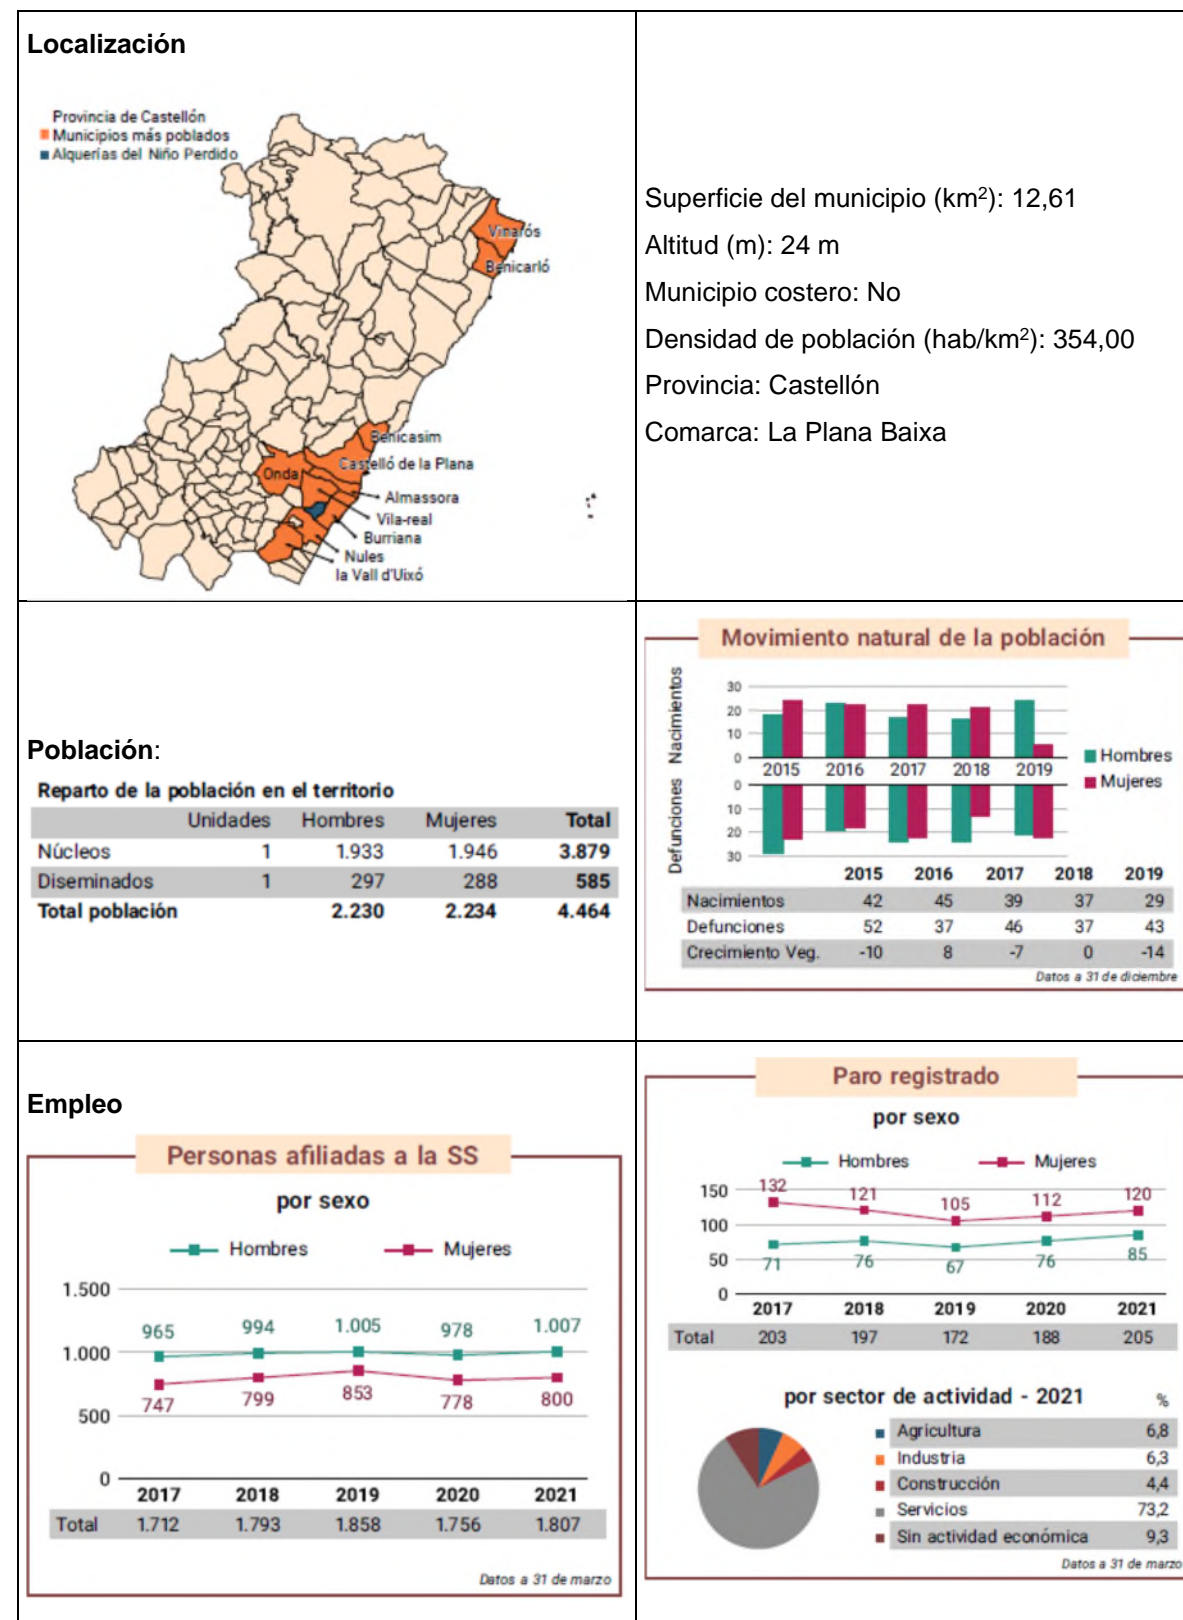 Localización
Provincia de Castellón
Municipios más poblados
Alquerías del Niño Perdido
Vinarós
Benicarló
Benicasim
Castelló de la Plana
Onda
Almassora
Vila-real
Burriana
Nules
la Vall d'Uixó
Superficie del municipio (km²): 12,61
Altitud (m): 24 m
Municipio costero: No
Densidad de población (hab/km²): 354,00
Provincia: Castellón
Comarca: La Plana Baixa
Población:
Reparto de la población en el territorio
Unidades Hombres Mujeres Total
Núcleos 1 1.933 1.946 3.879
Diseminados 1 297 288 585
Total población 2.230 2.234 4.464
Movimiento natural de la población
Nacimientos
30
20
10
0
2015 2016 2017 2018 2019
Hombres
Mujeres
Defunciones
0
10
20
30
2015 2016 2017 2018 2019
Nacimientos 42 45 39 37 29
Defunciones 52 37 46 37 43
Crecimiento Veg. -10 8 -7 0 -14
Datos a 31 de diciembre
Empleo
Personas afiliadas a la SS
por sexo
Hombres Mujeres
1.500
1.000
500
0
965 994 1.005 978 1.007
747 799 853 778 800
2017 2018 2019 2020 2021
Total 1.712 1.793 1.858 1.756 1.807
Datos a 31 de marzo
Paro registrado
por sexo
Hombres Mujeres
150
100
50
0
132 121 105 112 120
71 76 67 76 85
2017 2018 2019 2020 2021
Total 203 197 172 188 205
por sector de actividad - 2021 %
Agricultura 6,8
Industria 6,3
Construcción 4,4
Servicios 73,2
Sin actividad económica 9,3
Datos a 31 de marzo